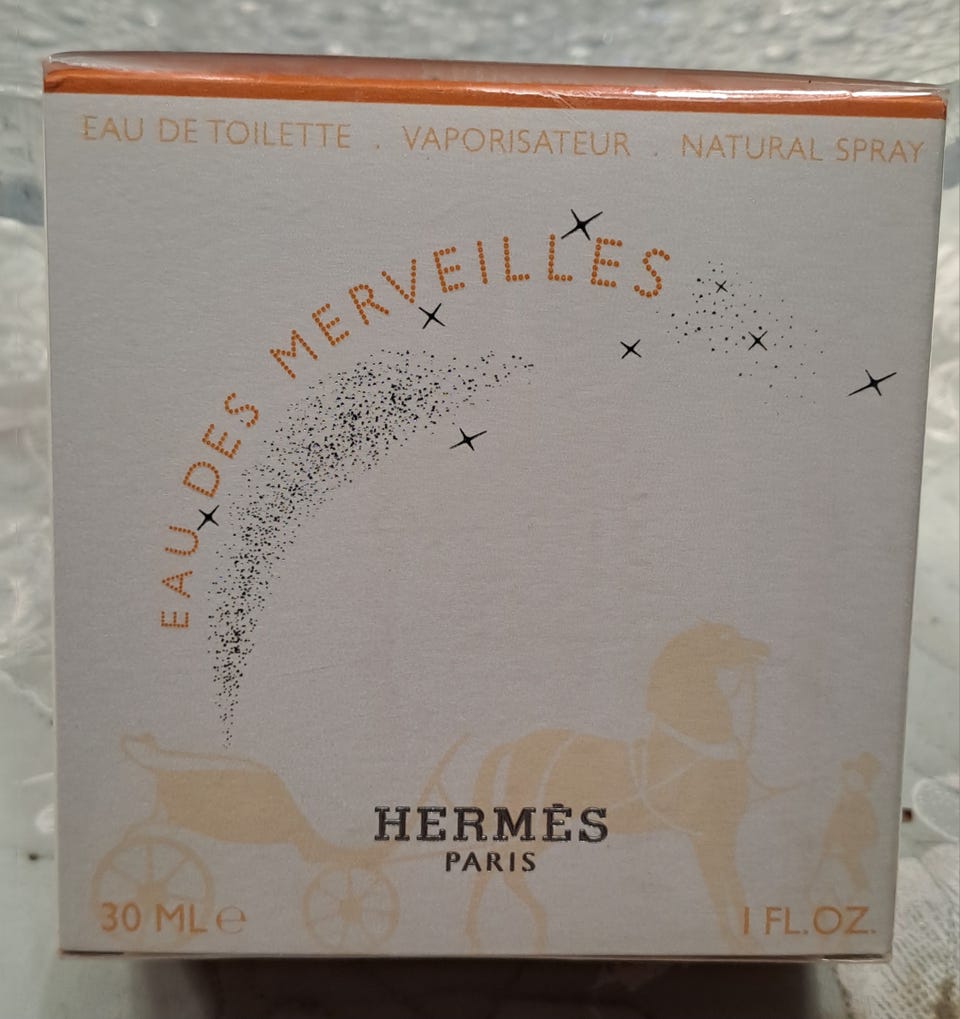 EAU DE TOILETTE . VAPORISATEUR . NATURAL SPRAY
EAU DES MERVEILLES
HERMÈS
PARIS
30 ML ℮
1 FL.OZ.